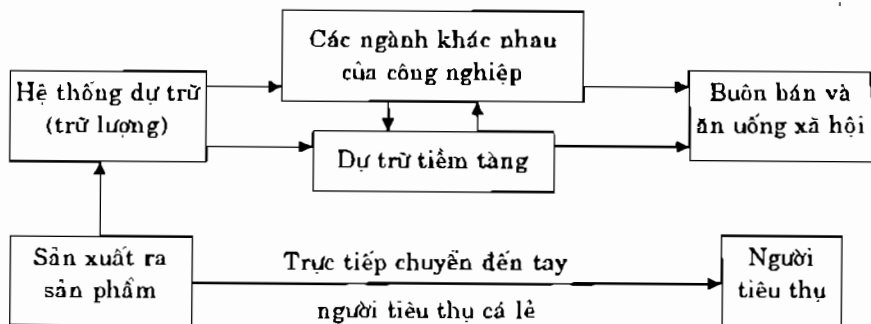 Các ngành khác nhau
của công nghiệp
Hệ thống dự trữ
(trữ lượng)
Buôn bán và
ăn uống xã hội
Dự trữ tiềm tàng
Sản xuất ra
sản phẩm
Trực tiếp chuyển đến tay
người tiêu thụ cá lẻ
Người
tiêu thụ